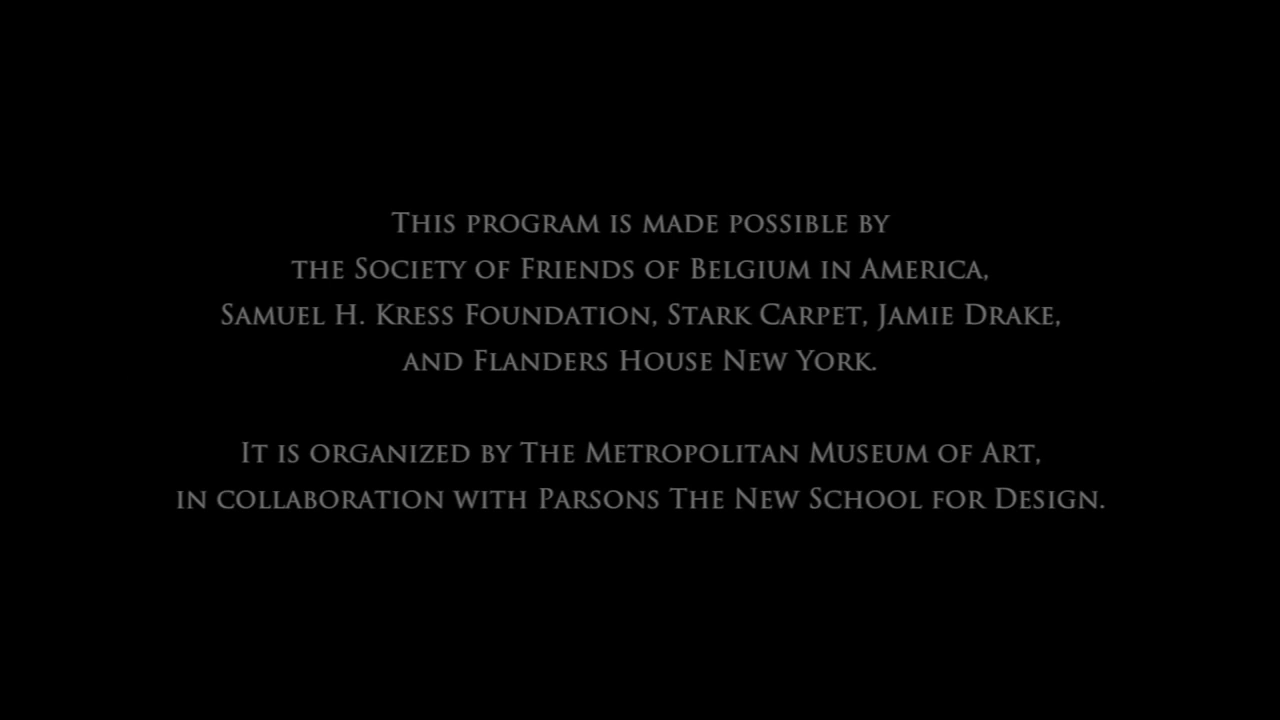 This program is made possible by
the Society of Friends of Belgium in America,
Samuel H. Kress Foundation, Stark Carpet, Jamie Drake,
and Flanders House New York.
It is organized by The Metropolitan Museum of Art,
in collaboration with Parsons The New School for Design.